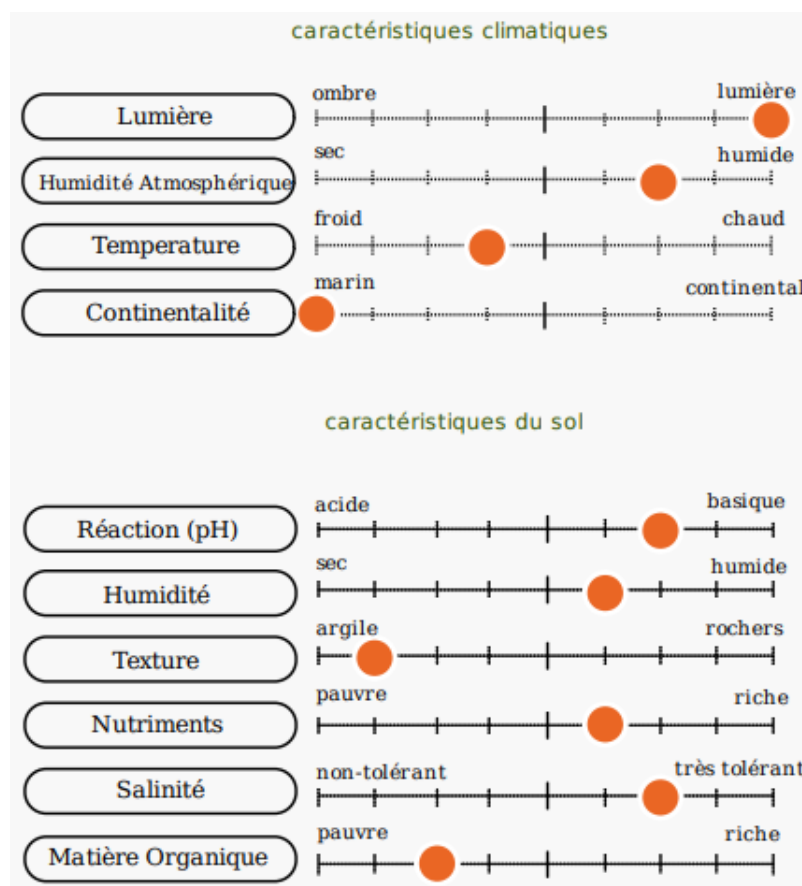 caractéristiques climatiques
ombre lumière
Lumière
sec humide
Humidité Atmosphérique
froid chaud
Temperature
marin continental
Continentalité
caractéristiques du sol
acide basique
Réaction (pH)
sec humide
Humidité
argile rochers
Texture
pauvre riche
Nutriments
non-tolérant très tolérant
Salinité
pauvre riche
Matière Organique